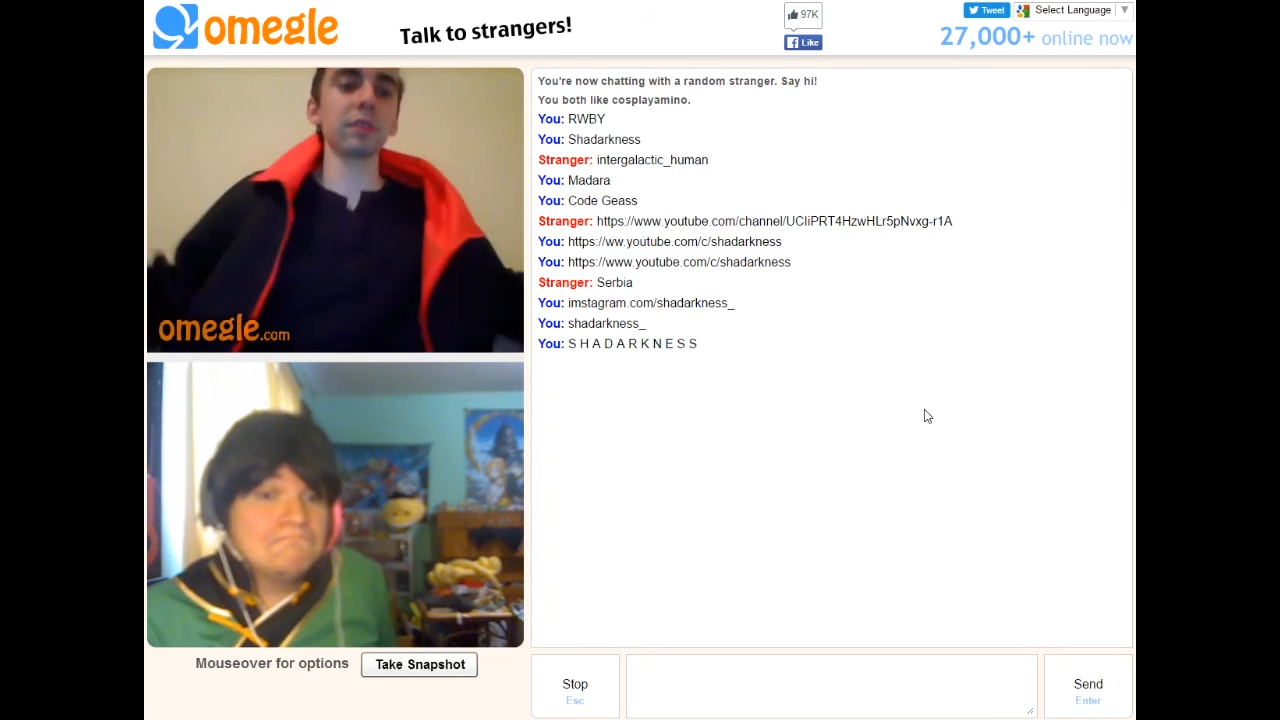 omegle
Talk to strangers!
97K
Like
Tweet
Select Language
27,000+ online now
omegle.com
You're now chatting with a random stranger. Say hi!
You both like cosplayamino.
You: RWBY
You: Shadarkness
Stranger: intergalactic_human
You: Madara
You: Code Geass
Stranger: https://www.youtube.com/channel/UCIiPRT4HzwHLr5pNvxg-r1A
You: https://ww.youtube.com/c/shadarkness
You: https://www.youtube.com/c/shadarkness
Stranger: Serbia
You: imstagram.com/shadarkness_
You: shadarkness_
You: S H A D A R K N E S S
Mouseover for options
Take Snapshot
Stop
Esc
Send
Enter